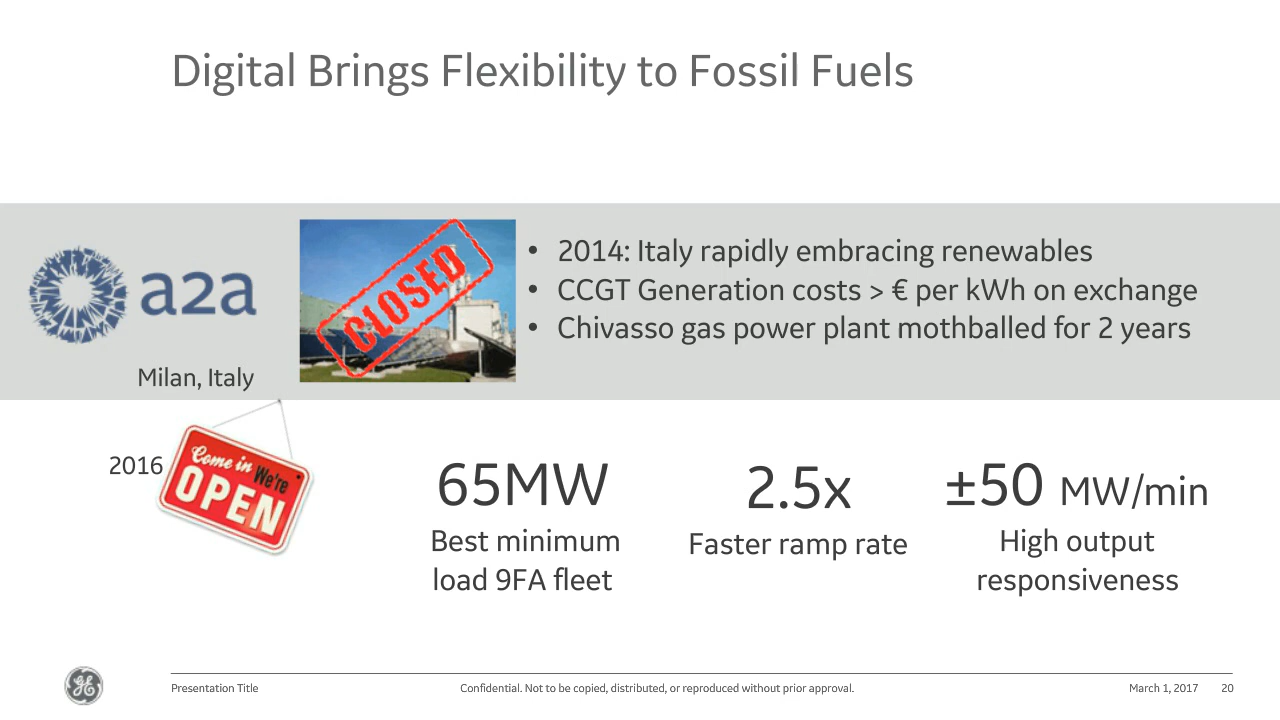 Digital Brings Flexibility to Fossil Fuels
a2a
Milan, Italy
CLOSED
• 2014: Italy rapidly embracing renewables
• CCGT Generation costs > € per kWh on exchange
• Chivasso gas power plant mothballed for 2 years
2016
Come in We're
OPEN
65MW
Best minimum
load 9FA fleet
2.5x
Faster ramp rate
±50 MW/min
High output
responsiveness
GE
Presentation Title
Confidential. Not to be copied, distributed, or reproduced without prior approval.
March 1, 2017
20